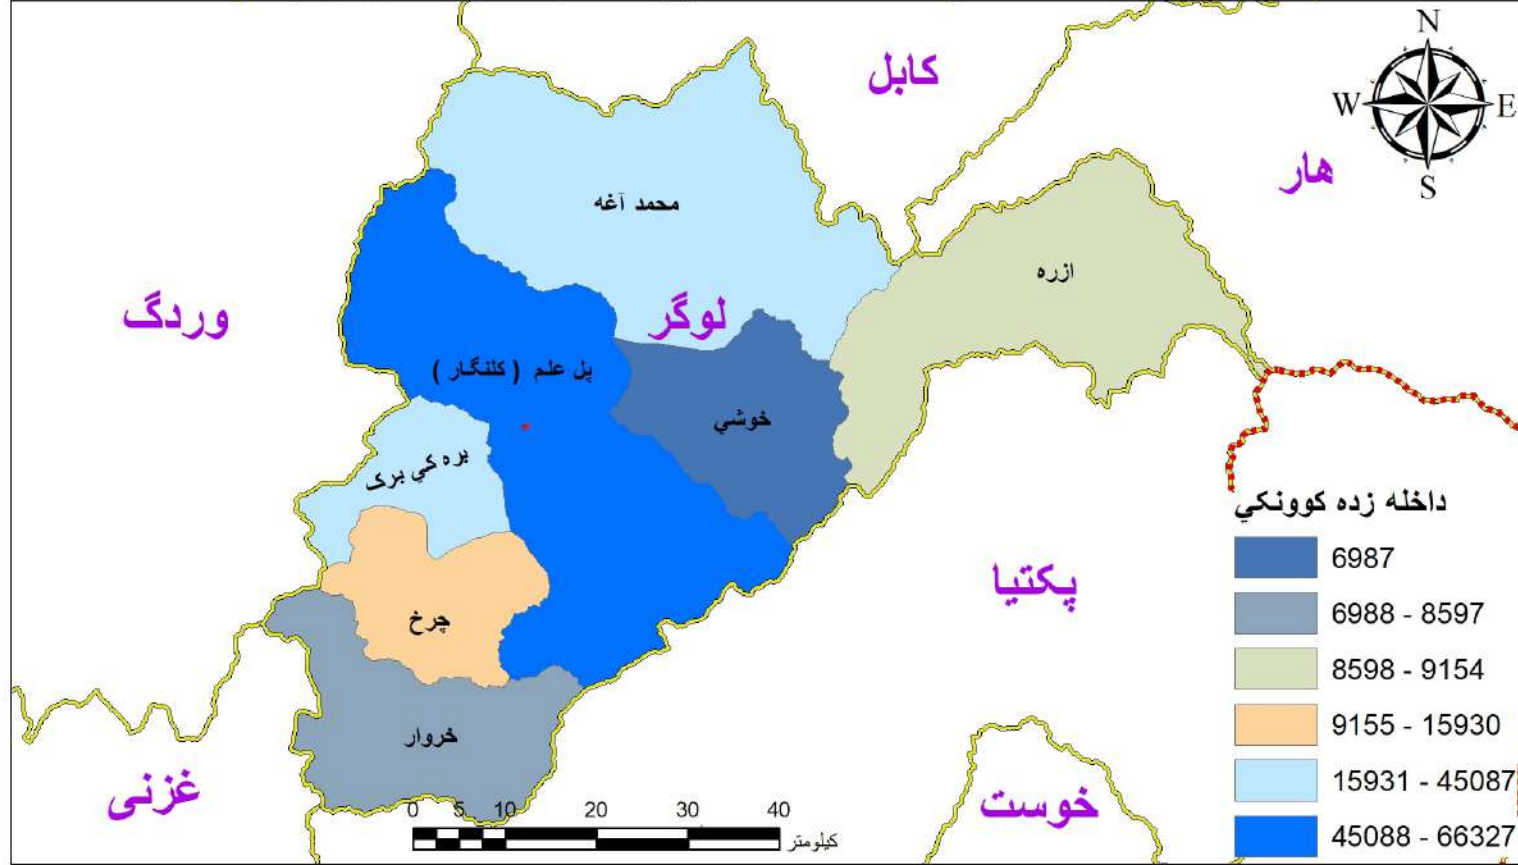 کابل
N
W E
S
هار
محمد آغه
ازره
لوگر
وردگ
پل علم ( کلنگار )
خوشي
بره کي برک
داخله زده کوونکي
6987
6988 - 8597
8598 - 9154
9155 - 15930
15931 - 45087
45088 - 66327
پکتیا
چرخ
خروار
غزنی
خوست
0 5 10 20 30 40
کیلومتر